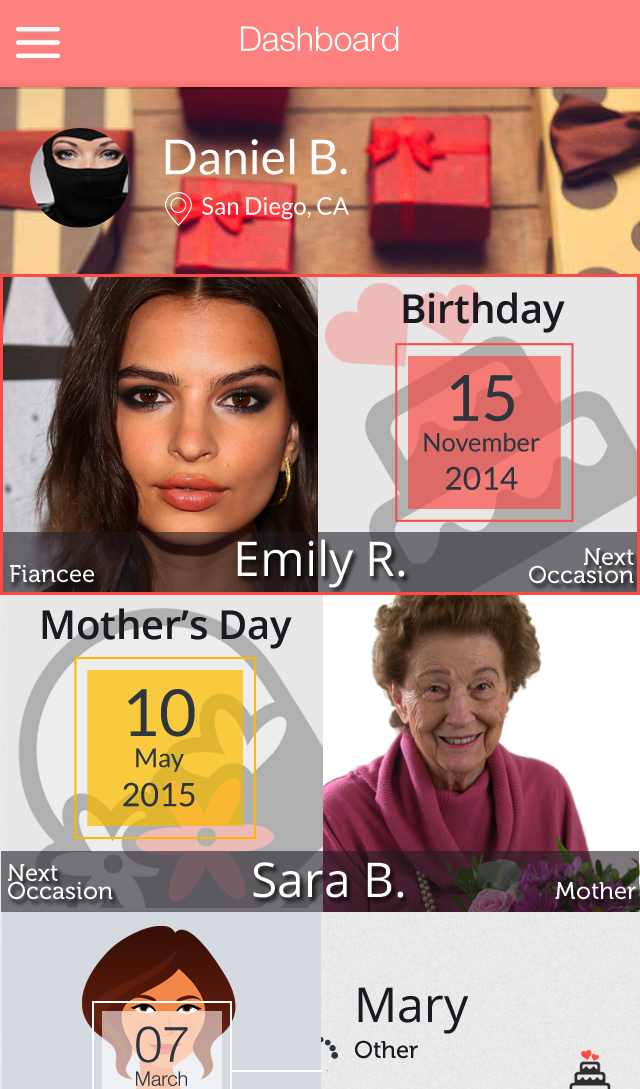 Dashboard
Daniel B.
San Diego, CA
Birthday
15
November
2014
Fiancee
Emily R.
Next
Occasion
Mother's Day
10
May
2015
Next
Occasion
Sara B.
Mother
07
March
Mary
Other